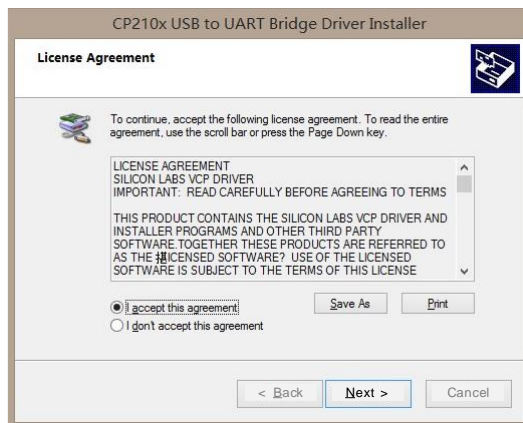 CP210x USB to UART Bridge Driver Installer
License Agreement
To continue, accept the following license agreement. To read the entire
agreement, use the scroll bar or press the Page Down key.
LICENSE AGREEMENT
SILICON LABS VCP DRIVER
IMPORTANT: READ CAREFULLY BEFORE AGREEING TO TERMS
THIS PRODUCT CONTAINS THE SILICON LABS VCP DRIVER AND
INSTALLER PROGRAMS AND OTHER THIRD PARTY
SOFTWARE.TOGETHER THESE PRODUCTS ARE REFERRED TO
AS THE 揕ICENSED SOFTWARE? USE OF THE LICENSED
SOFTWARE IS SUBJECT TO THE TERMS OF THIS LICENSE
I accept this agreement
Save As
Print
I don't accept this agreement
< Back
Next >
Cancel